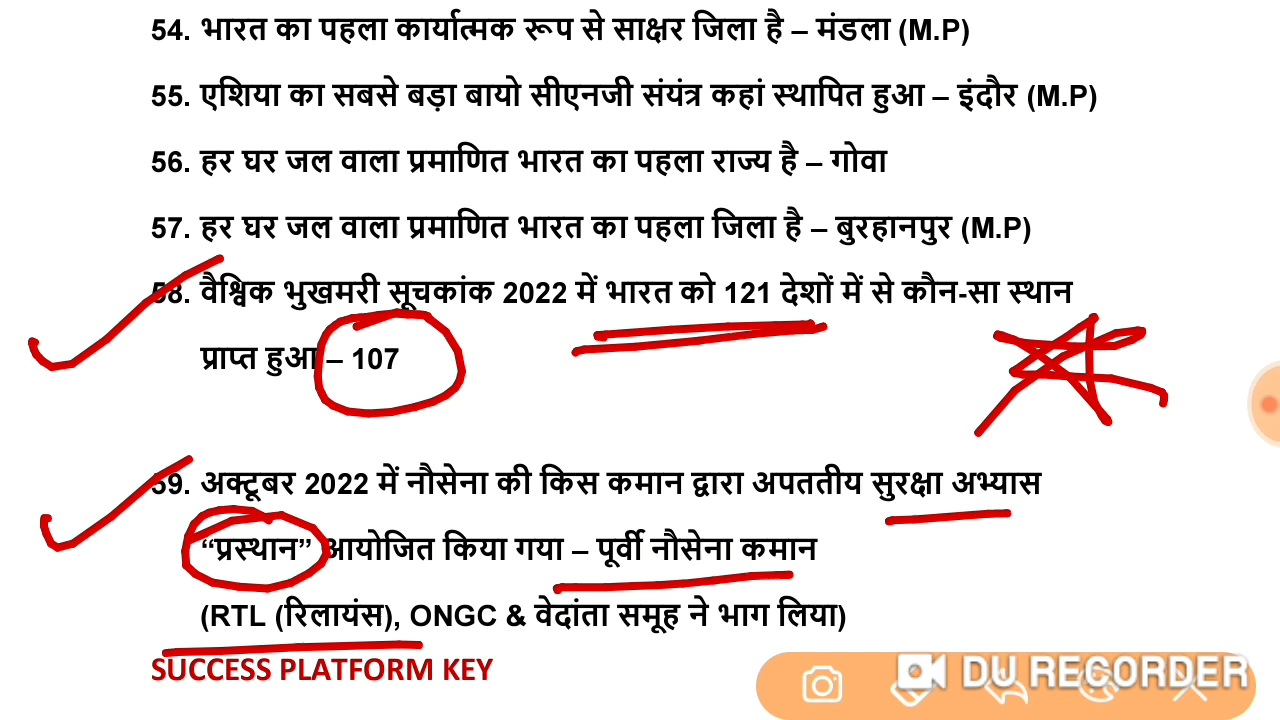 54. भारत का पहला कार्यात्मक रूप से साक्षर जिला है – मंडला (M.P)
55. एशिया का सबसे बड़ा बायो सीएनजी संयंत्र कहां स्थापित हुआ – इंदौर (M.P)
56. हर घर जल वाला प्रमाणित भारत का पहला राज्य है – गोवा
57. हर घर जल वाला प्रमाणित भारत का पहला जिला है – बुरहानपुर (M.P)
58. वैश्विक भुखमरी सूचकांक 2022 में भारत को 121 देशों में से कौन-सा स्थान
प्राप्त हुआ – 107
59. अक्टूबर 2022 में नौसेना की किस कमान द्वारा अपततीय सुरक्षा अभ्यास
“प्रस्थान” आयोजित किया गया – पूर्वी नौसेना कमान
(RTL (रिलायंस), ONGC & वेदांता समूह ने भाग लिया)
SUCCESS PLATFORM KEY
DU RECORDER